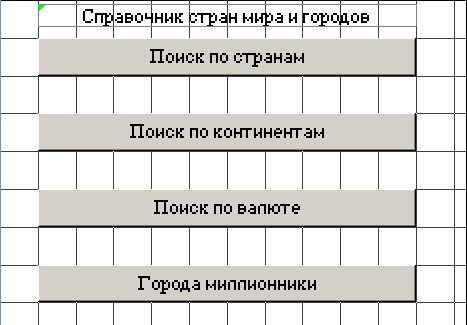 Справочник стран мира и городов
Поиск по странам
Поиск по континентам
Поиск по валюте
Города миллионники